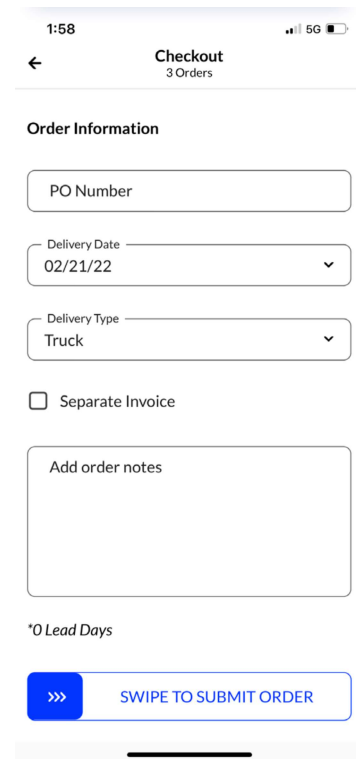 1:58
5G
Checkout
3 Orders
Order Information
PO Number
Delivery Date
02/21/22
Delivery Type
Truck
Separate Invoice
Add order notes
*0 Lead Days
SWIPE TO SUBMIT ORDER